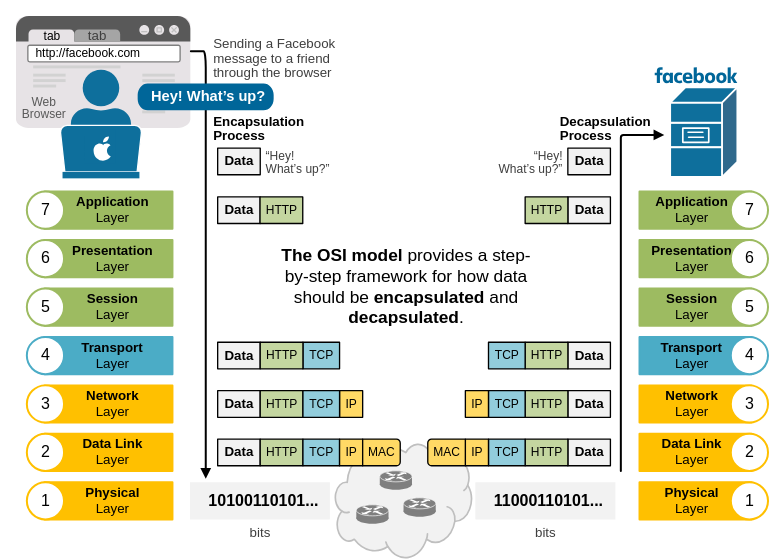 tab
tab
http://facebook.com
Web
Browser
Sending a Facebook
message to a friend
through the browser
Hey! What's up?
facebook
Encapsulation
Process
Decapsulation
Process
Data
“Hey!
What's up?”
“Hey!
What's up?”
Data
7
Application
Layer
Data HTTP
HTTP Data
Application
Layer
7
6
Presentation
Layer
The OSI model provides a step-
by-step framework for how data
should be encapsulated and
decapsulated.
Presentation
Layer
6
5
Session
Layer
Session
Layer
5
4
Transport
Layer
Data HTTP TCP
TCP HTTP Data
Transport
Layer
4
3
Network
Layer
Data HTTP TCP IP
IP TCP HTTP Data
Network
Layer
3
2
Data Link
Layer
Data HTTP TCP IP MAC
MAC IP TCP HTTP Data
Data Link
Layer
2
1
Physical
Layer
10100110101...
bits
11000110101...
bits
Physical
Layer
1